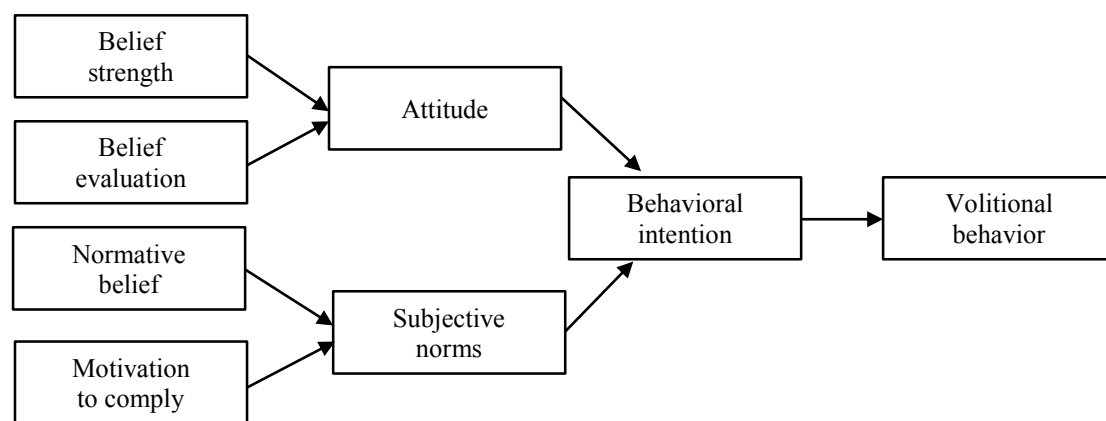 Belief
strength
Belief
evaluation
Attitude
Normative
belief
Motivation
to comply
Subjective
norms
Behavioral
intention
Volitional
behavior